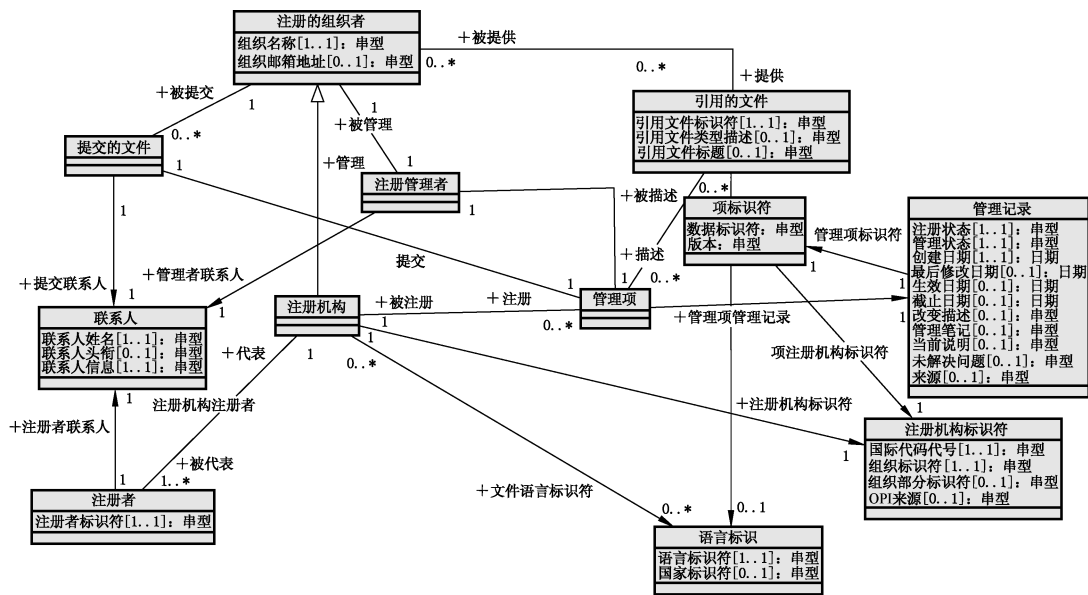 注册的组织者
组织名称[1..1]：串型
组织邮箱地址[0..1]：串型
＋被提供
0..*
0..*
＋提供
引用的文件
引用文件标识符[1..1]：串型
引用文件类型描述[0..1]：串型
引用文件标题[0..1]：串型
＋被提交
1
0..*
提交的文件
1
1
1
＋被管理
1
＋管理
注册管理者
1
＋被描述
0..*
＋描述
0..*
1
项标识符
数据标识符：串型
版本：串型
管理项标识符
1
1
管理记录
注册状态[1..1]：串型
管理状态[1..1]：串型
创建日期[1..1]：日期
最后修改日期[0..1]：日期
生效日期[0..1]：日期
截止日期[0..1]：日期
改变描述[0..1]：串型
管理笔记[0..1]：串型
当前说明[0..1]：串型
未解决问题[0..1]：串型
来源[0..1]：串型
＋提交联系人
1
＋管理者联系人
1
提交
1
联系人
联系人姓名[1..1]：串型
联系人头衔[0..1]：串型
联系人信息[1..1]：串型
1
注册机构
＋被注册
1
＋注册
0..*
管理项
1
＋管理项管理记录
1
＋代表
1
1
0..*
项注册机构标识符
1
注册机构注册者
＋注册者联系人
＋被代表
1..*
1
＋注册机构标识符
1
注册机构标识符
国际代码代号[1..1]：串型
组织标识符[1..1]：串型
组织部分标识符[0..1]：串型
OPI来源[0..1]：串型
注册者
注册者标识符[1..1]：串型
＋文件语言标识符
0..*
0..1
语言标识
语言标识符[1..1]：串型
国家标识符[0..1]：串型